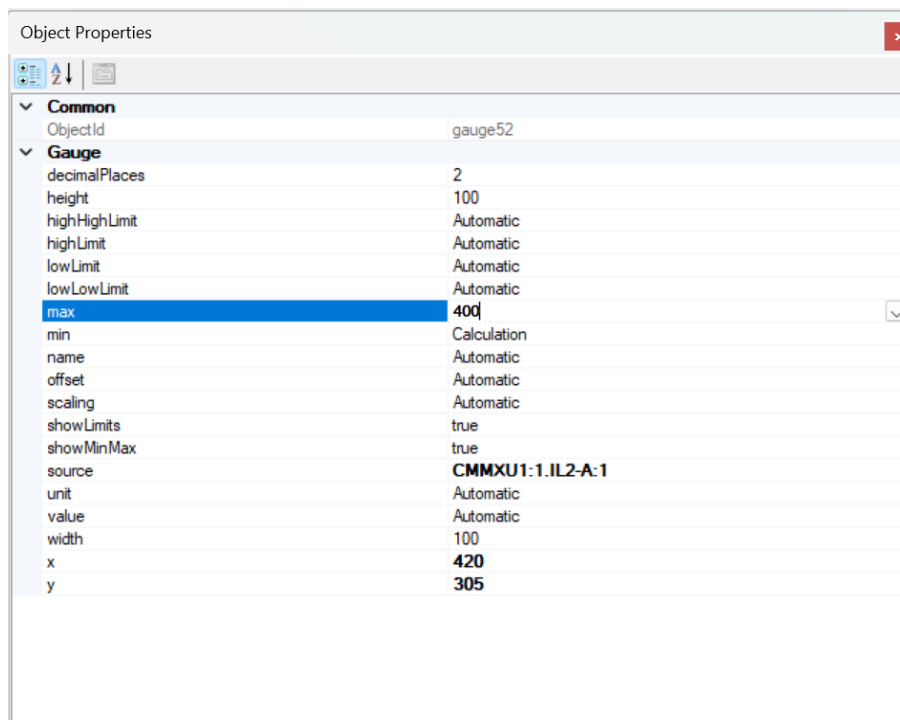 Object Properties
Common
ObjectId gauge52
Gauge
decimalPlaces 2
height 100
highHighLimit Automatic
highLimit Automatic
lowLimit Automatic
lowLowLimit Automatic
max 400
min Calculation
name Automatic
offset Automatic
scaling Automatic
showLimits true
showMinMax true
source CMMXU1:1.IL2-A:1
unit Automatic
value Automatic
width 100
x 420
y 305